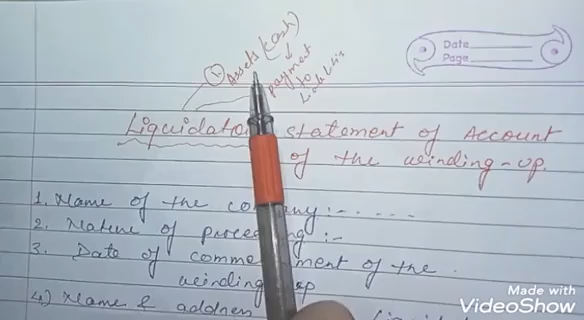 Date
Page
① Assets (cash)
payment
to
Liquidator statement of Account
of the winding-up.
1. Name of the company:- . . . . .
2. Nature of proceeding :-
3. Date of commencement of the
winding up
4) Name & address
Made with
VideoShow